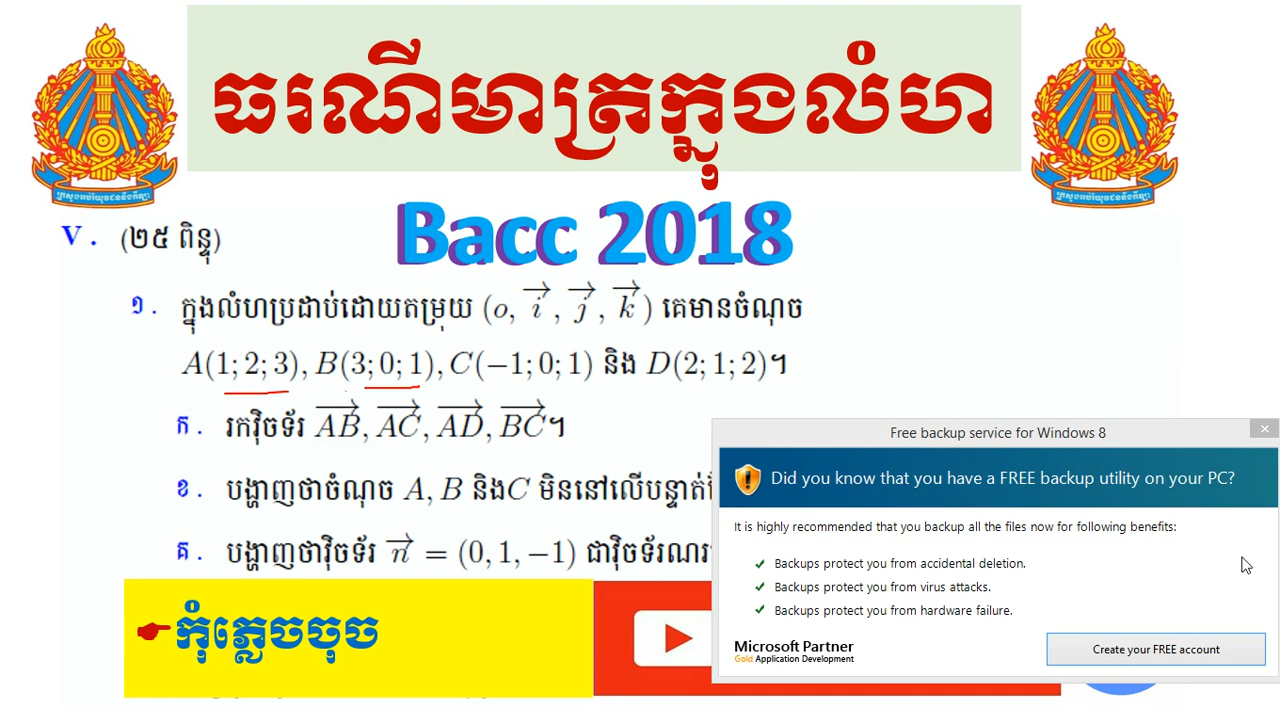 ធរណីមាត្រក្នុងលំហ
Bacc 2018
V . (២៥ ពិន្ទុ)
១ . ក្នុងលំហប្រដាប់ដោយតម្រុយ (o, i→, j→, k→) គេមានចំណុច
A(1; 2; 3), B(3; 0; 1), C(−1; 0; 1) និង D(2; 1; 2)។
ក . រកវ៉ិចទ័រ AB→, AC→, AD→, BC→។
ខ . បង្ហាញថាចំណុច A, B និងC មិននៅលើបន្ទាត់
គ . បង្ហាញថាវ៉ិចទ័រ n→ = (0, 1, −1) ជាវ៉ិចទ័រណរ
កុំភ្លេចចុច
Free backup service for Windows 8
Did you know that you have a FREE backup utility on your PC?
It is highly recommended that you backup all the files now for following benefits:
Backups protect you from accidental deletion.
Backups protect you from virus attacks.
Backups protect you from hardware failure.
Microsoft Partner
Gold Application Development
Create your FREE account